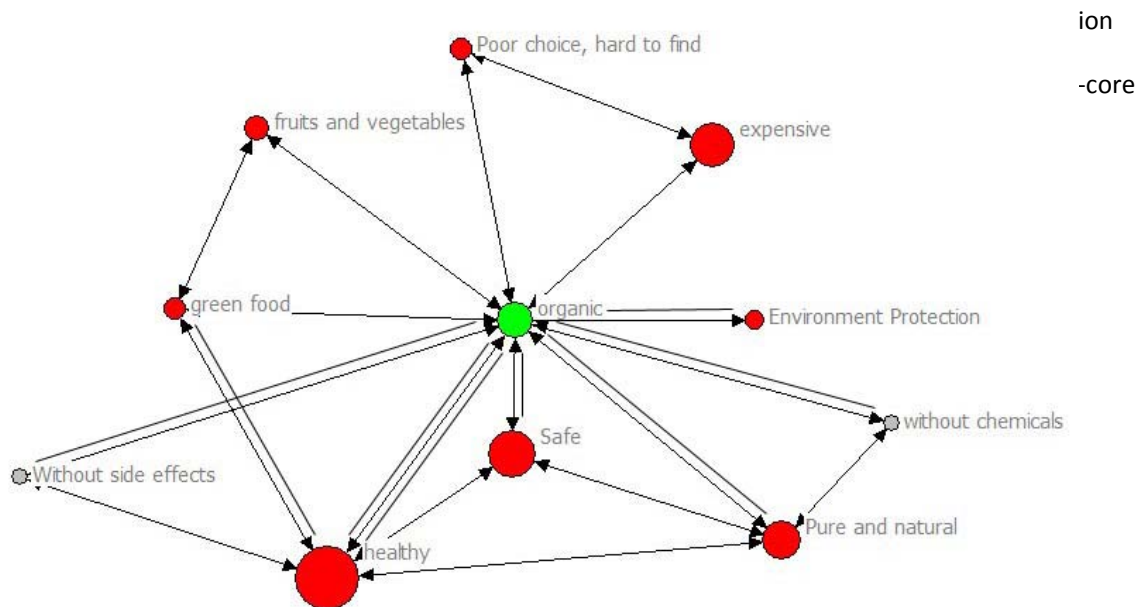 ion
Poor choice, hard to find
-core
fruits and vegetables
expensive
green food
organic
Environment Protection
without chemicals
Safe
Without side effects
Pure and natural
healthy